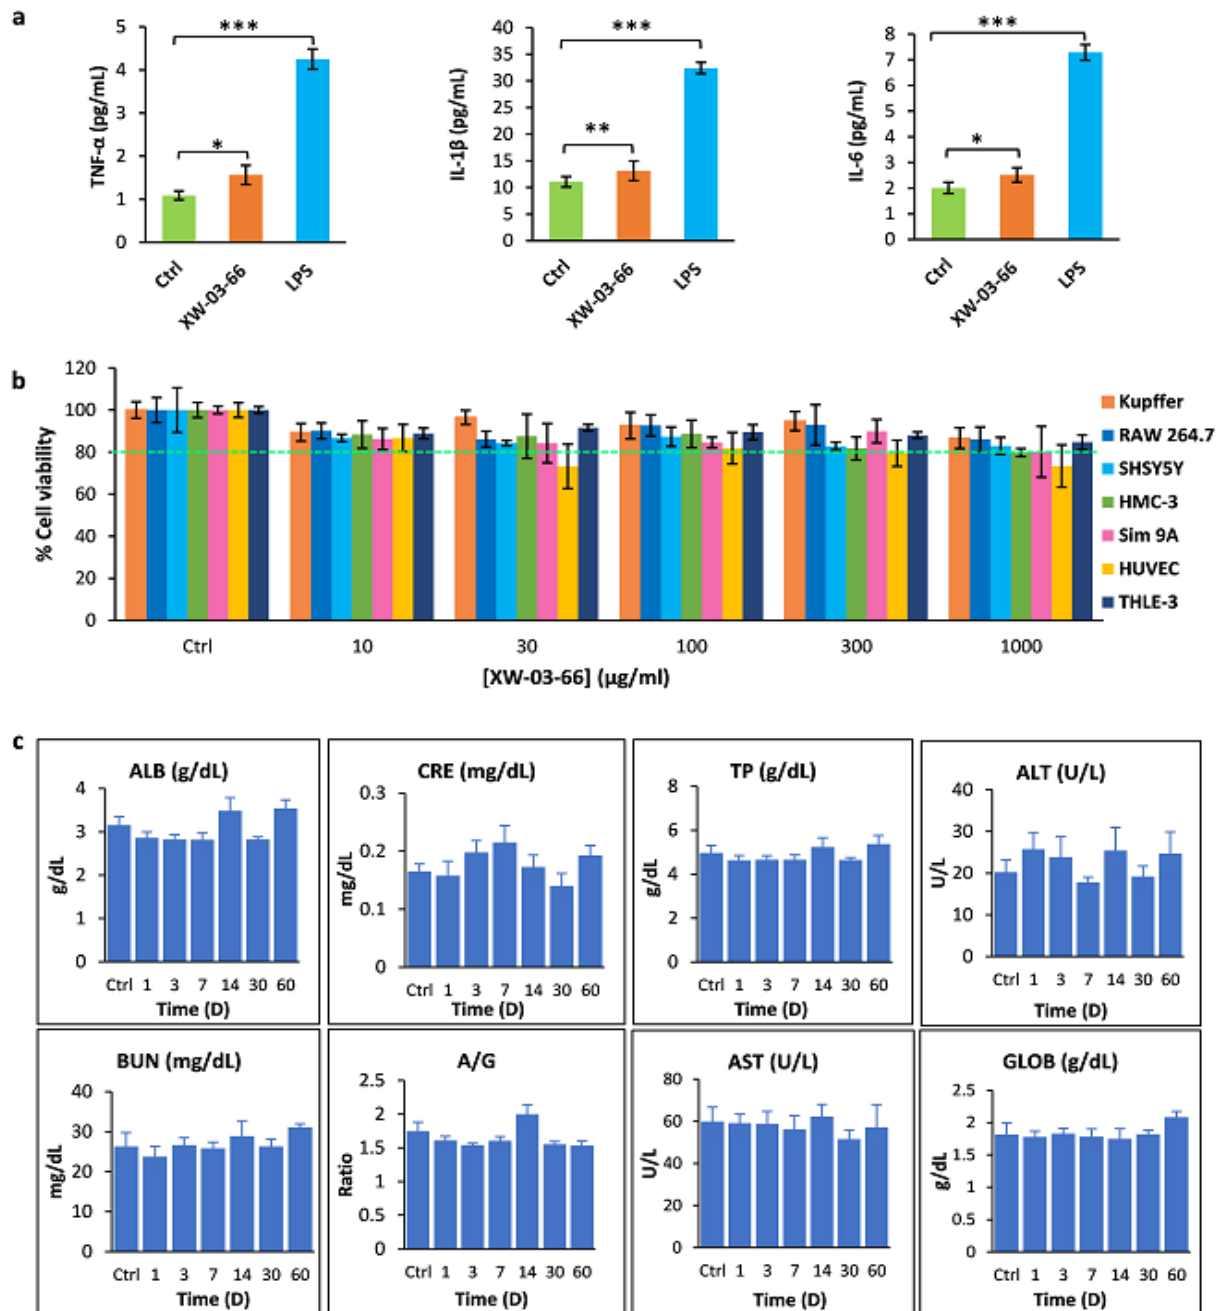 a
TNF-α (pg/mL)
5
4
3
2
1
0
***
*
Ctrl
XW-03-66
LPS
IL-1β (pg/mL)
40
35
30
25
20
15
10
5
0
***
**
Ctrl
XW-03-66
LPS
IL-6 (pg/mL)
8
7
6
5
4
3
2
1
0
***
*
Ctrl
XW-03-66
LPS
b
% Cell viability
120
100
80
60
40
20
0
Ctrl 10 30 100 300 1000
[XW-03-66] (µg/ml)
Kupffer
RAW 264.7
SHSY5Y
HMC-3
Sim 9A
HUVEC
THLE-3
c
ALB (g/dL)
g/dL
4
3
2
1
0
Ctrl 1 3 7 14 30 60
Time (D)
CRE (mg/dL)
mg/dL
0.3
0.2
0.1
0
Ctrl 1 3 7 14 30 60
Time (D)
TP (g/dL)
g/dL
8
6
4
2
0
Ctrl 1 3 7 14 30 60
Time (D)
ALT (U/L)
U/L
40
30
20
10
0
Ctrl 1 3 7 14 30 60
Time (D)
BUN (mg/dL)
mg/dL
40
30
20
10
0
Ctrl 1 3 7 14 30 60
Time (D)
A/G
Ratio
2.5
2
1.5
1
0.5
0
Ctrl 1 3 7 14 30 60
Time (D)
AST (U/L)
U/L
80
60
40
20
0
Ctrl 1 3 7 14 30 60
Time (D)
GLOB (g/dL)
g/dL
2.5
2
1.5
1
0.5
0
Ctrl 1 3 7 14 30 60
Time (D)